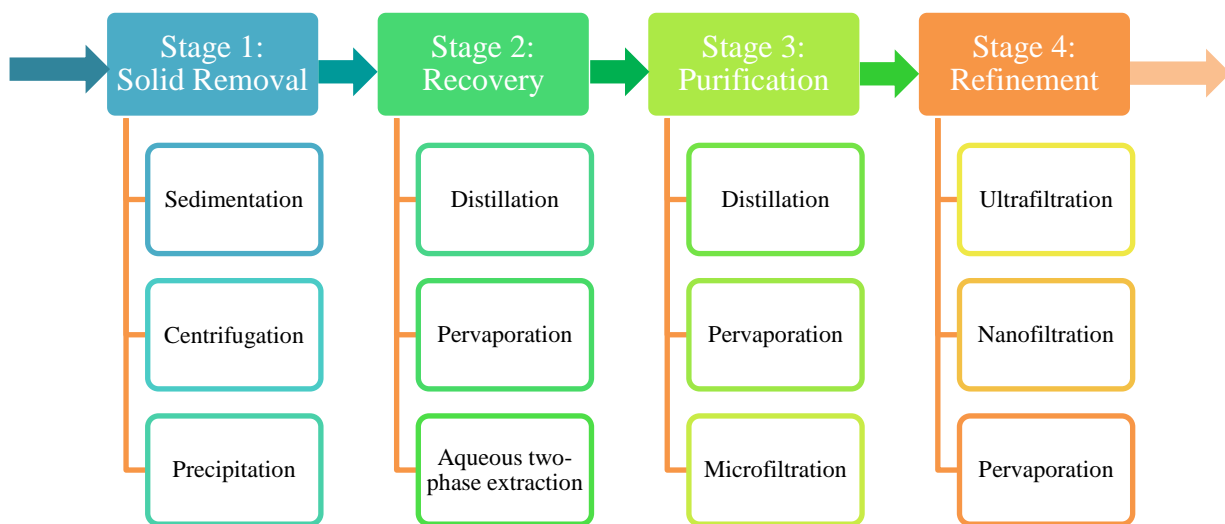 Stage 1:
Solid Removal
Sedimentation
Centrifugation
Precipitation
Stage 2:
Recovery
Distillation
Pervaporation
Aqueous two-
phase extraction
Stage 3:
Purification
Distillation
Pervaporation
Microfiltration
Stage 4:
Refinement
Ultrafiltration
Nanofiltration
Pervaporation